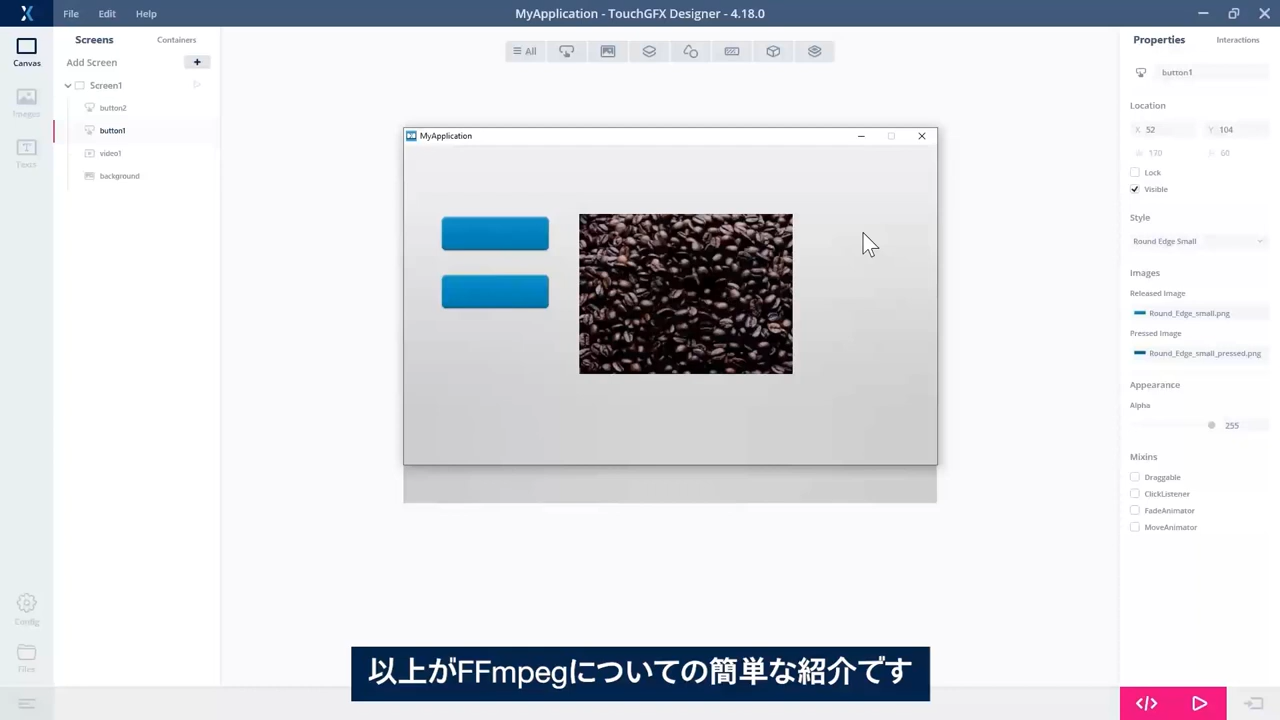 File Edit Help
MyApplication - TouchGFX Designer - 4.18.0
Canvas
Images
Texts
Config
Files
Screens Containers
Add Screen
Screen1
button2
button1
video1
background
All
MyApplication
Properties Interactions
button1
Location
X 52 Y 104
170 60
Lock
Visible
Style
Round Edge Small
Images
Released Image
Round_Edge_small.png
Pressed Image
Round_Edge_small_pressed.png
Appearance
Alpha
255
Mixins
Draggable
ClickListener
FadeAnimator
MoveAnimator
以上がFFmpegについての簡単な紹介です